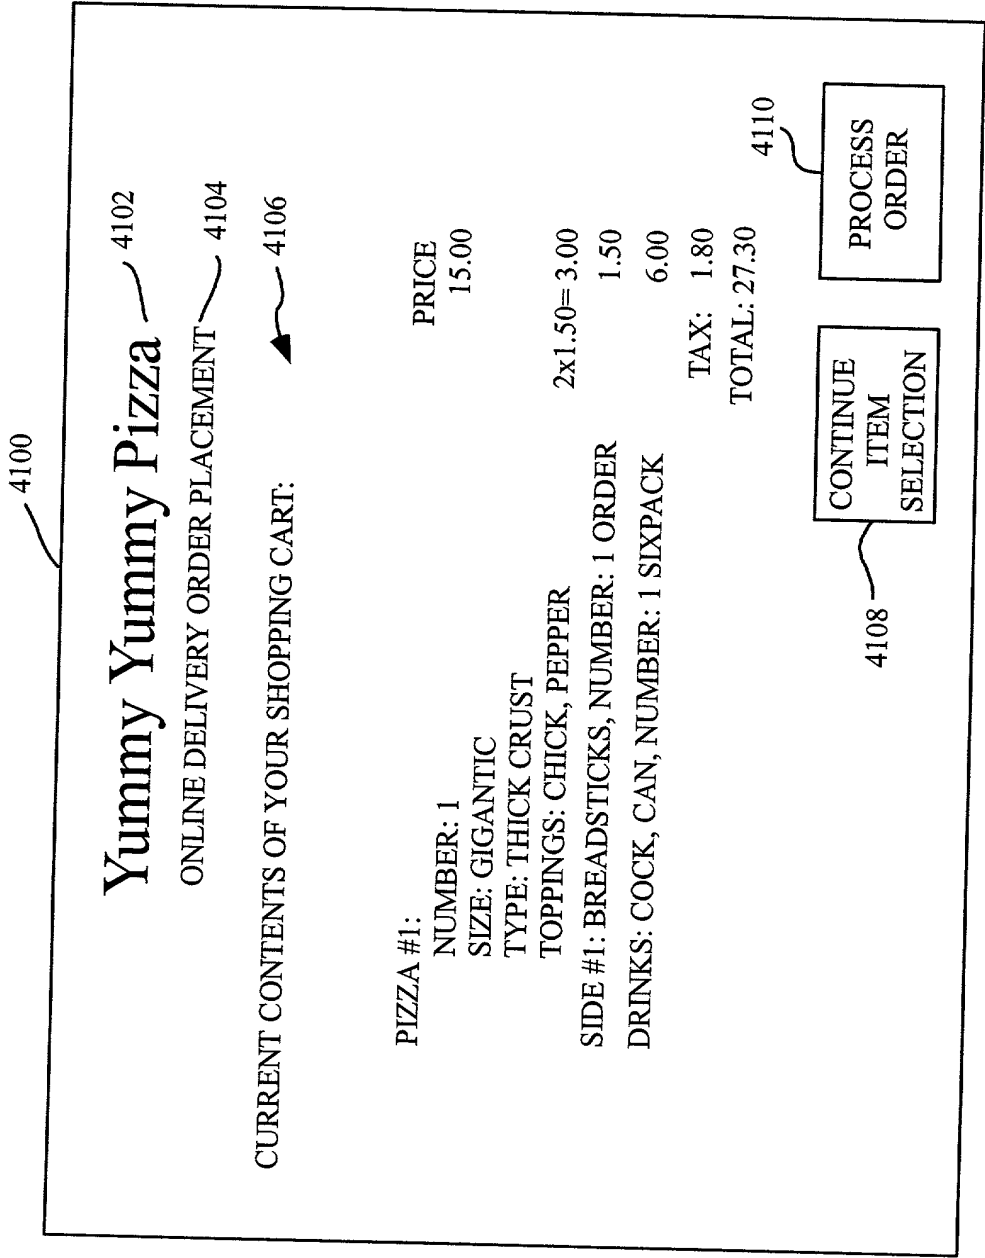 4100
Yummy Yummy Pizza 4102
ONLINE DELIVERY ORDER PLACEMENT 4104
CURRENT CONTENTS OF YOUR SHOPPING CART: 4106
PIZZA #1: PRICE
NUMBER: 1 15.00
SIZE: GIGANTIC
TYPE: THICK CRUST
TOPPINGS: CHICK, PEPPER 2x1.50= 3.00
SIDE #1: BREADSTICKS, NUMBER: 1 ORDER 1.50
DRINKS: COCK, CAN, NUMBER: 1 SIXPACK 6.00
TAX: 1.80
TOTAL: 27.30
4110
4108
CONTINUE
ITEM
SELECTION
PROCESS
ORDER